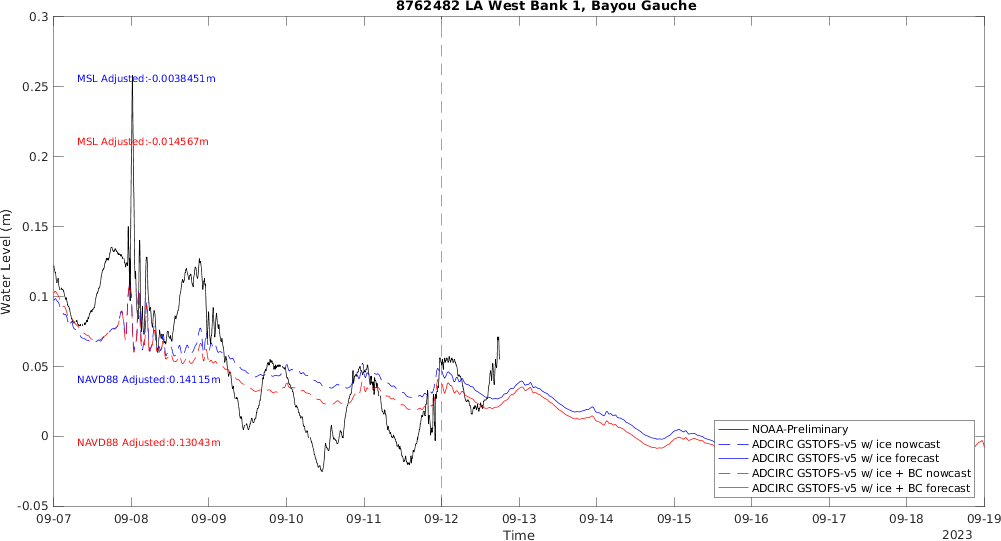 8762482 LA West Bank 1, Bayou Gauche
0.3
0.25
0.2
0.15
0.1
0.05
0
-0.05
Water Level (m)
MSL Adjusted:-0.0038451m
MSL Adjusted:-0.014567m
NAVD88 Adjusted:0.14115m
NAVD88 Adjusted:0.13043m
NOAA-Preliminary
ADCIRC GSTOFS-v5 w/ ice nowcast
ADCIRC GSTOFS-v5 w/ ice forecast
ADCIRC GSTOFS-v5 w/ ice + BC nowcast
ADCIRC GSTOFS-v5 w/ ice + BC forecast
09-07 09-08 09-09 09-10 09-11 09-12 09-13 09-14 09-15 09-16 09-17 09-18 09-19
Time
2023